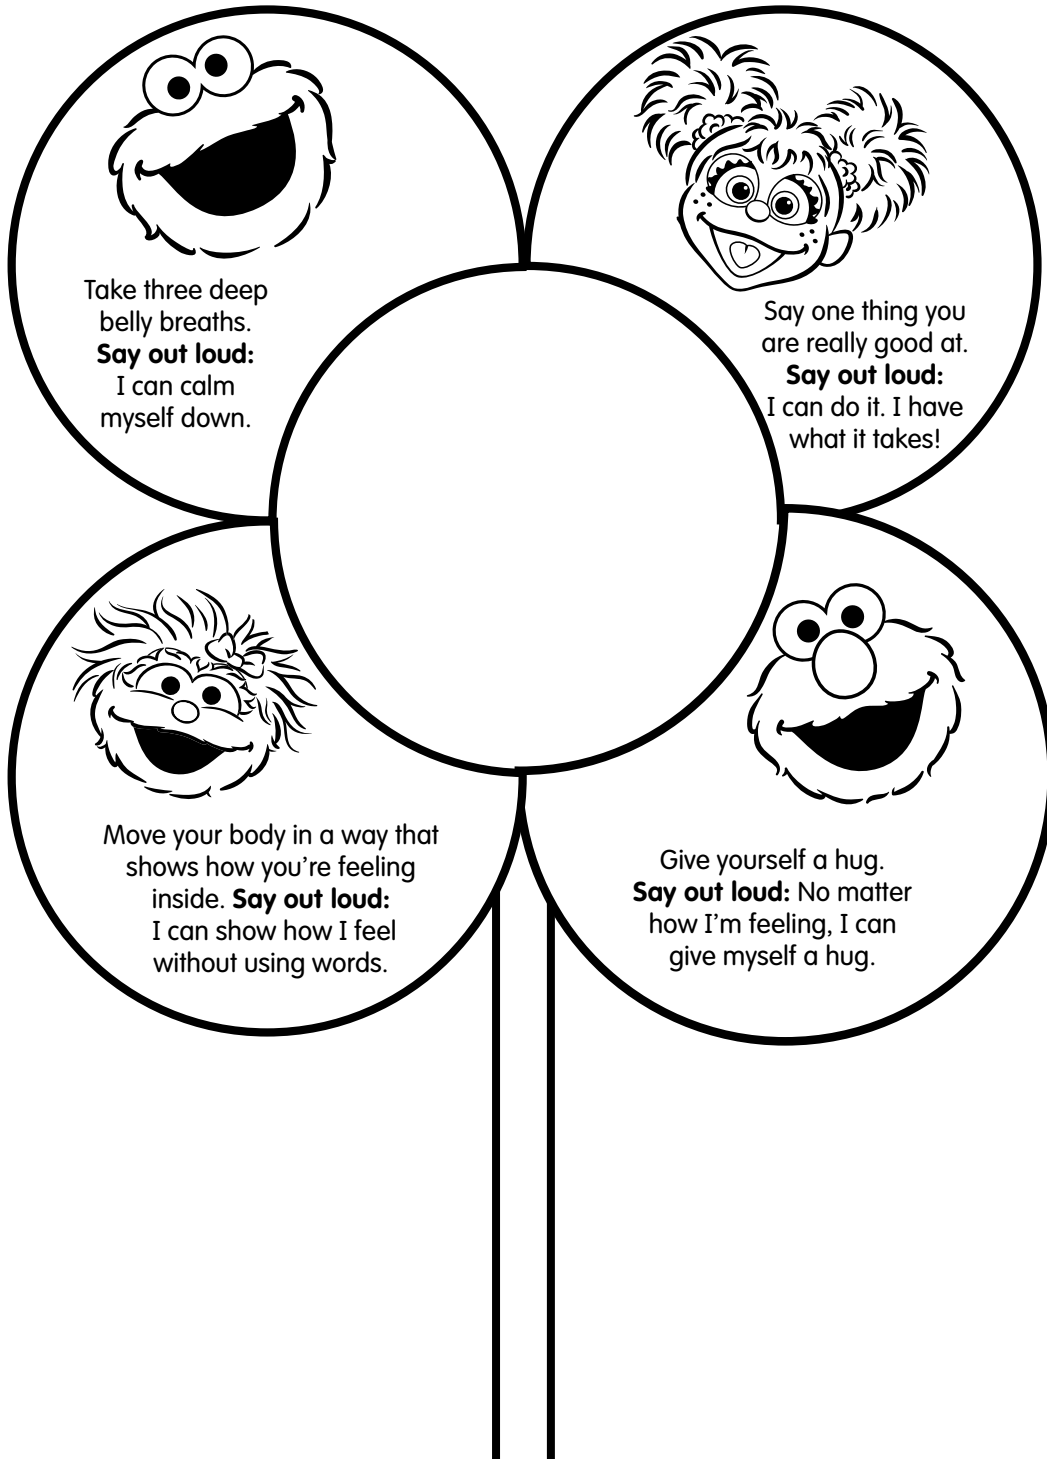 Take three deep
belly breaths.
Say out loud:
I can calm
myself down.
Say one thing you
are really good at.
Say out loud:
I can do it. I have
what it takes!
Move your body in a way that
shows how you’re feeling
inside. Say out loud:
I can show how I feel
without using words.
Give yourself a hug.
Say out loud: No matter
how I’m feeling, I can
give myself a hug.